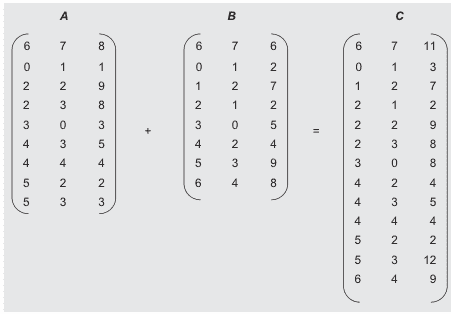 A
6 7 8
0 1 1
2 2 9
2 3 8
3 0 3
4 3 5
4 4 4
5 2 2
5 3 3
+
B
6 7 6
0 1 2
1 2 7
2 1 2
3 0 5
4 2 4
5 3 9
6 4 8
=
C
6 7 11
0 1 3
1 2 7
2 1 2
2 2 9
2 3 8
3 0 8
4 2 4
4 3 5
4 4 4
5 2 2
5 3 12
6 4 9